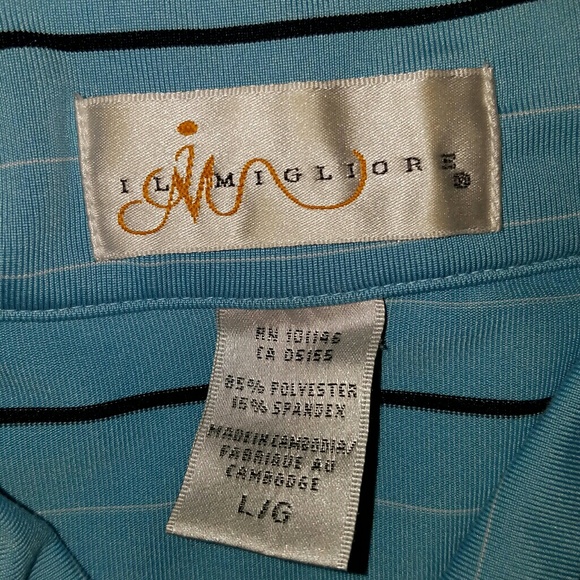 IL MIGLIORE®
RN 101146
CA 05155
85% POLYESTER
15% SPANDEX
MADE IN CAMBODIA/
FABRIQUE AU
CAMBODGE
L/G